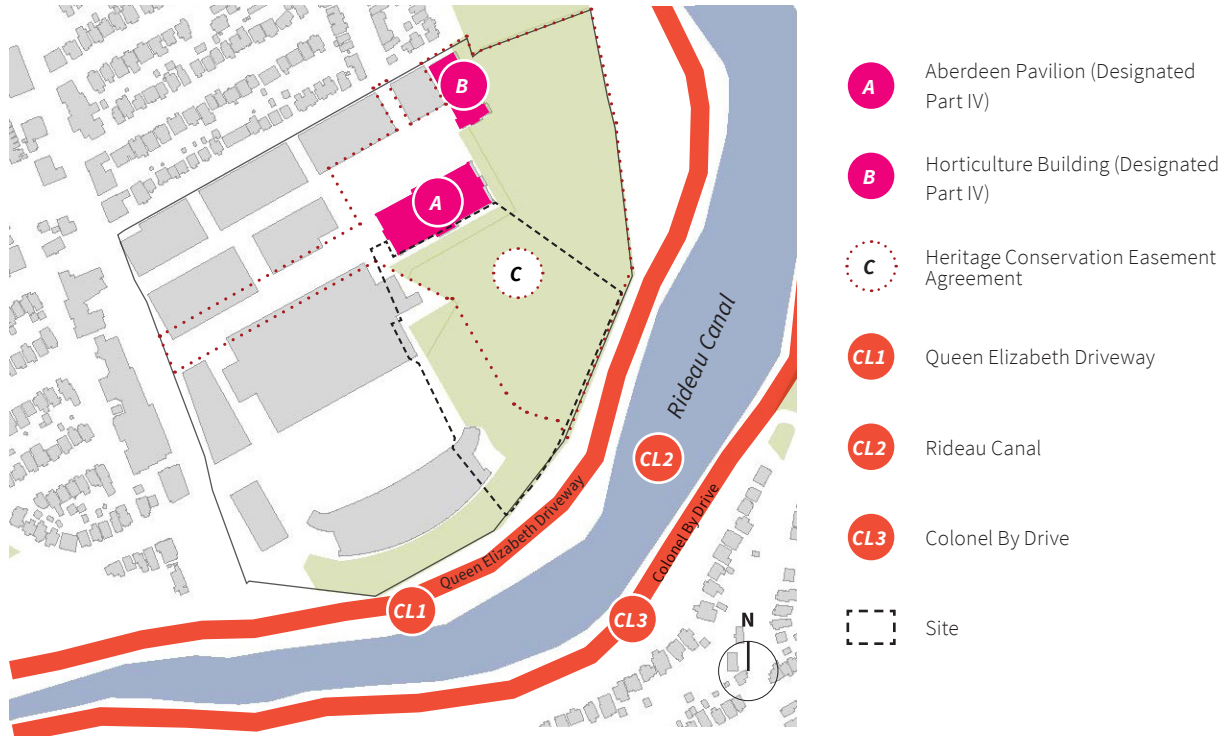 B
A
C
Rideau Canal
CL2
Queen Elizabeth Driveway
Colonel By Drive
CL1
CL3
N
A
Aberdeen Pavilion (Designated
Part IV)
B
Horticulture Building (Designated
Part IV)
C
Heritage Conservation Easement
Agreement
CL1
Queen Elizabeth Driveway
CL2
Rideau Canal
CL3
Colonel By Drive
Site